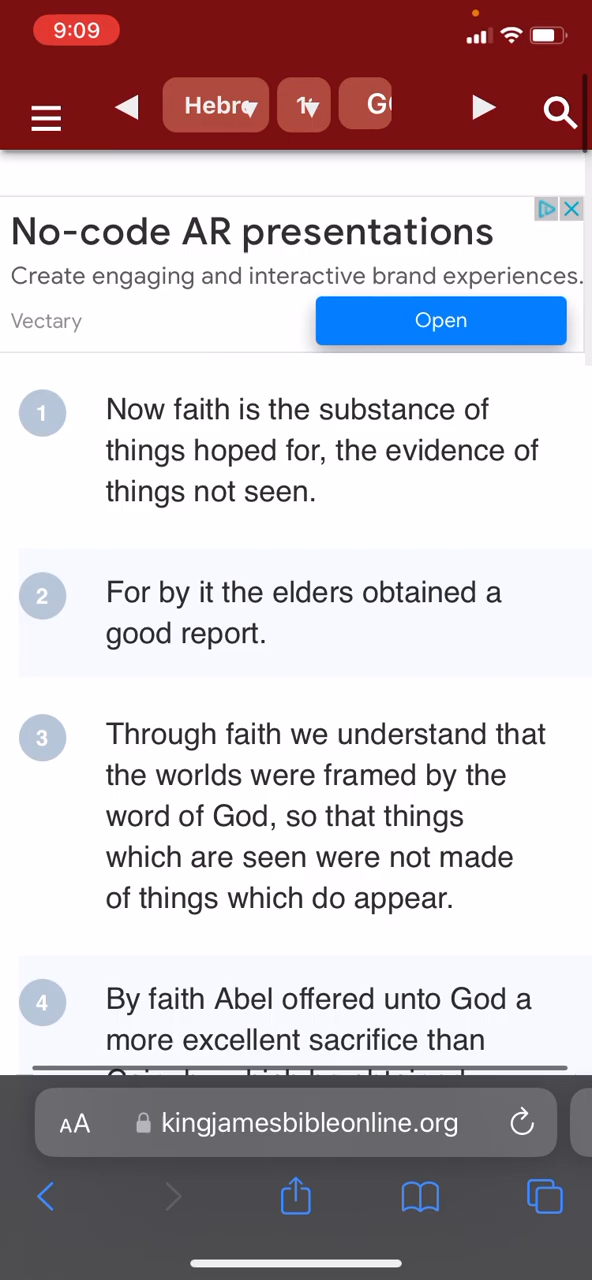 9:09
Hebre
1
G
No-code AR presentations
Create engaging and interactive brand experiences.
Vectary
Open
1
Now faith is the substance of
things hoped for, the evidence of
things not seen.
2
For by it the elders obtained a
good report.
3
Through faith we understand that
the worlds were framed by the
word of God, so that things
which are seen were not made
of things which do appear.
4
By faith Abel offered unto God a
more excellent sacrifice than
AA
kingjamesbibleonline.org